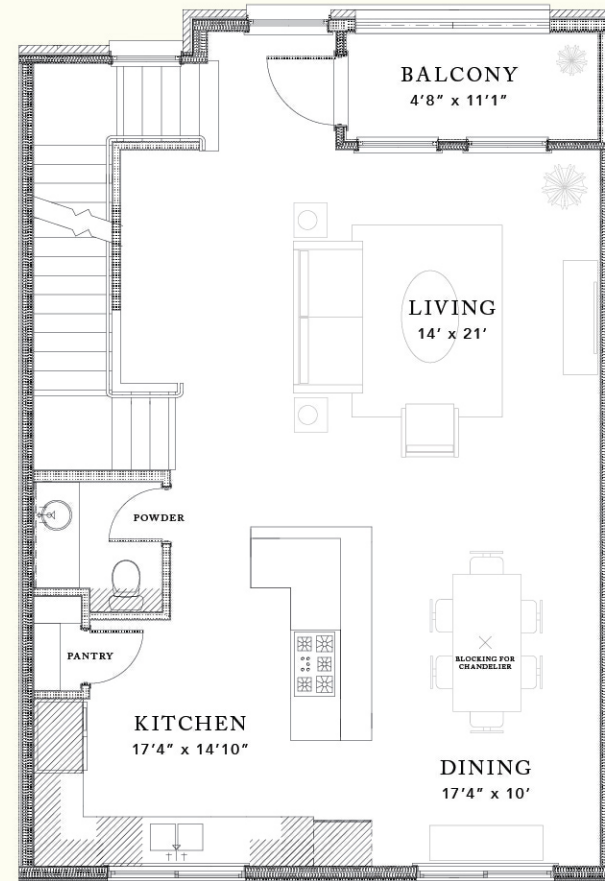 BALCONY
4'8" x 11'1"
LIVING
14' x 21'
POWDER
PANTRY
BLOCKING FOR
CHANDELIER
KITCHEN
17'4" x 14'10"
DINING
17'4" x 10'